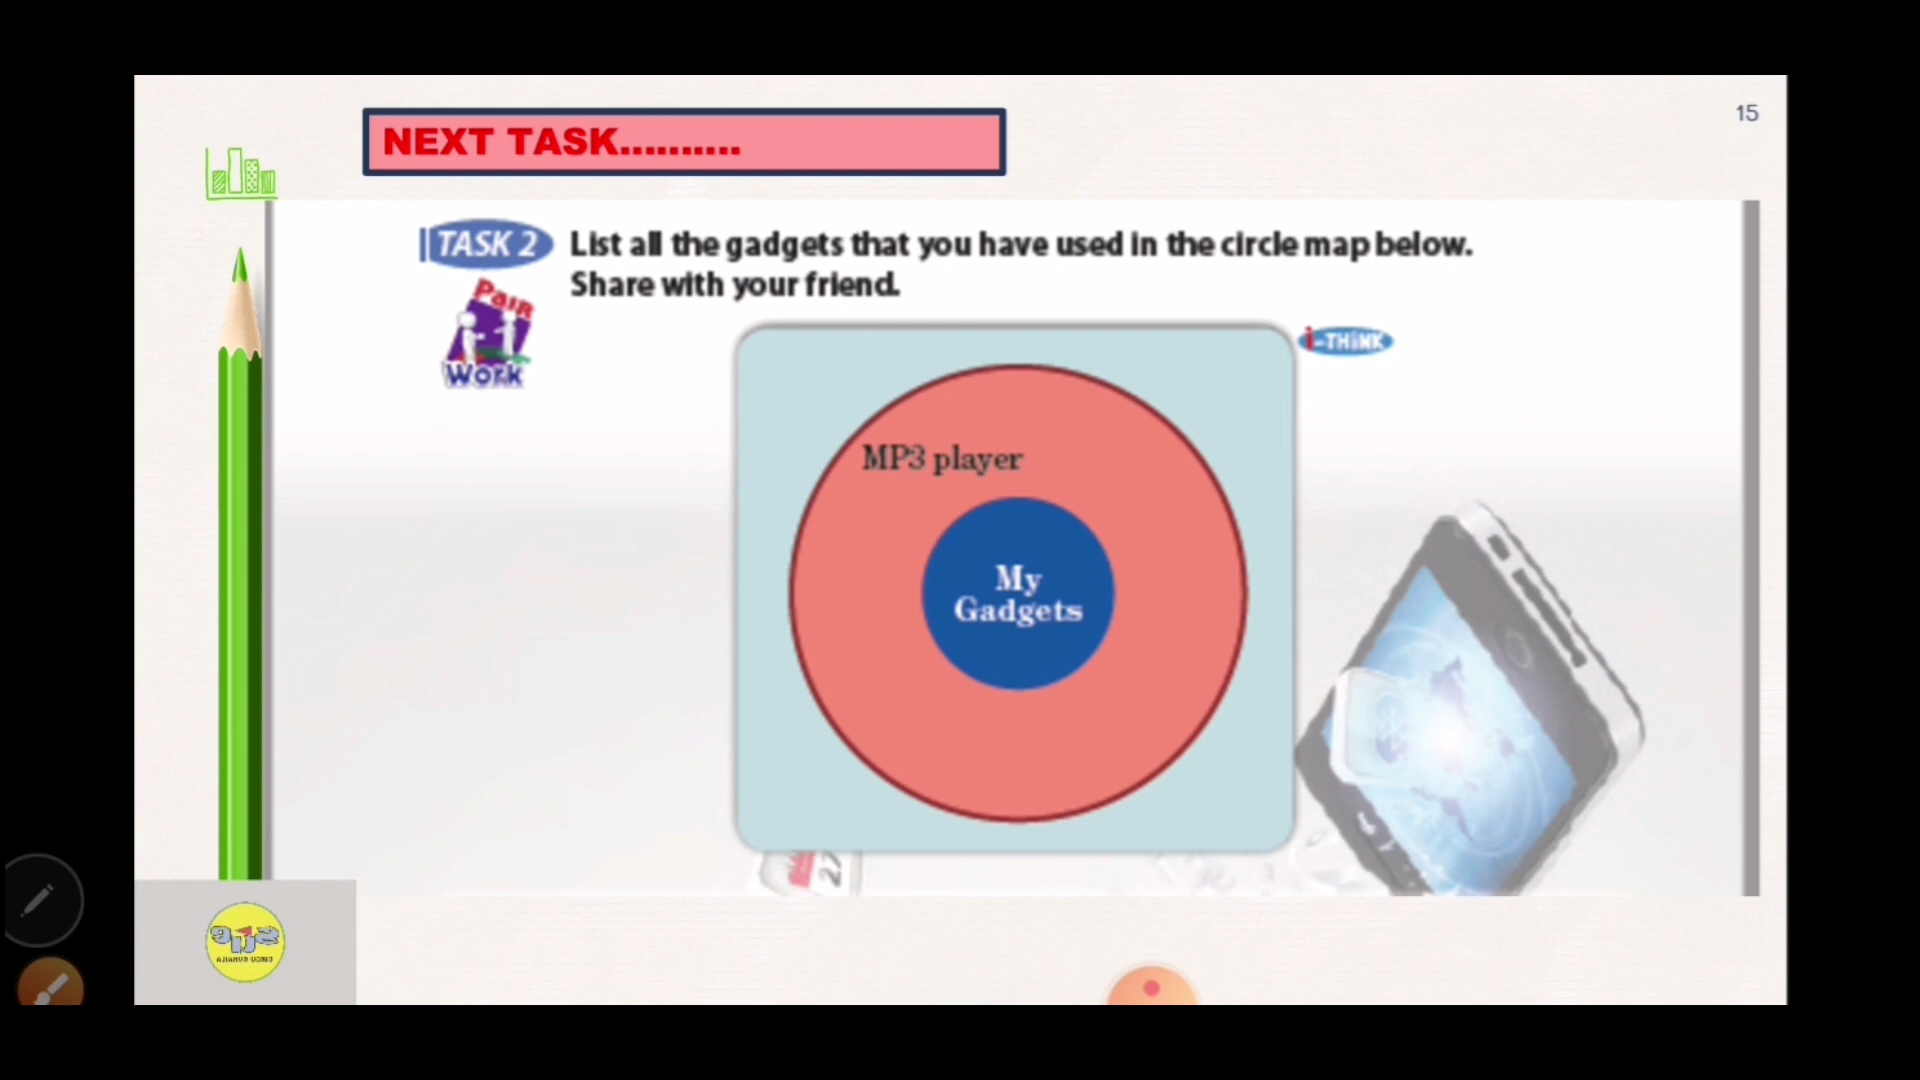 15
NEXT TASK..........
TASK 2
List all the gadgets that you have used in the circle map below.
Share with your friend.
Pair
Work
i-THiNK
MP3 player
My
Gadgets